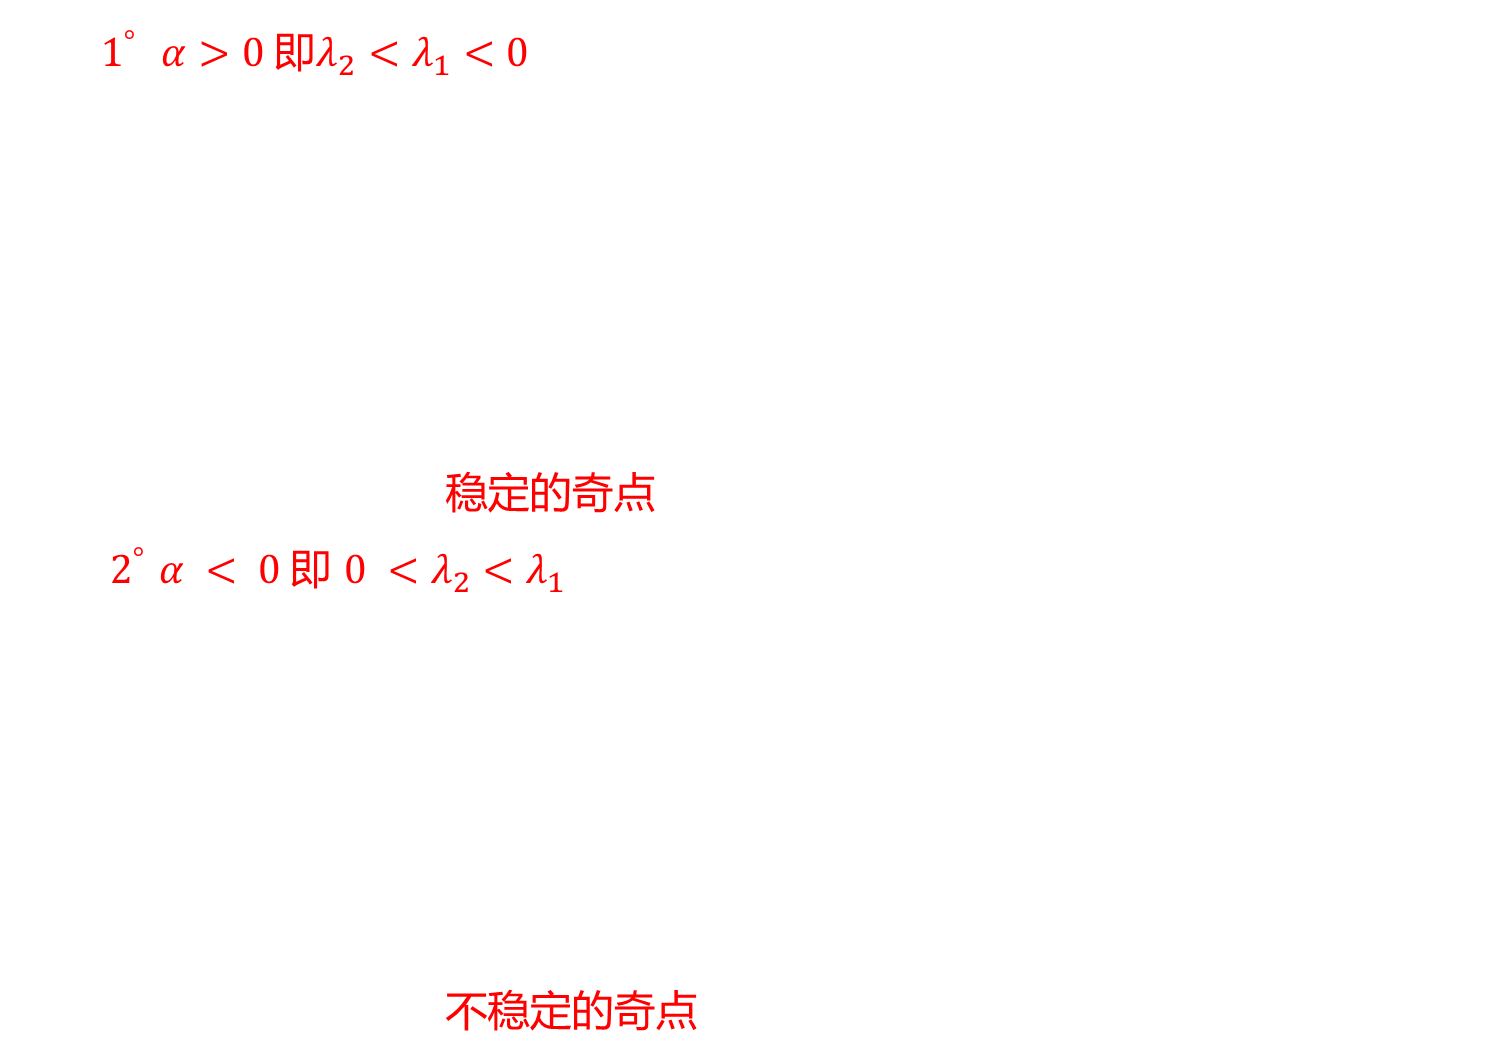 1° α > 0 即λ₂ < λ₁ < 0
稳定的奇点
2° α < 0 即 0 < λ₂ < λ₁
不稳定的奇点